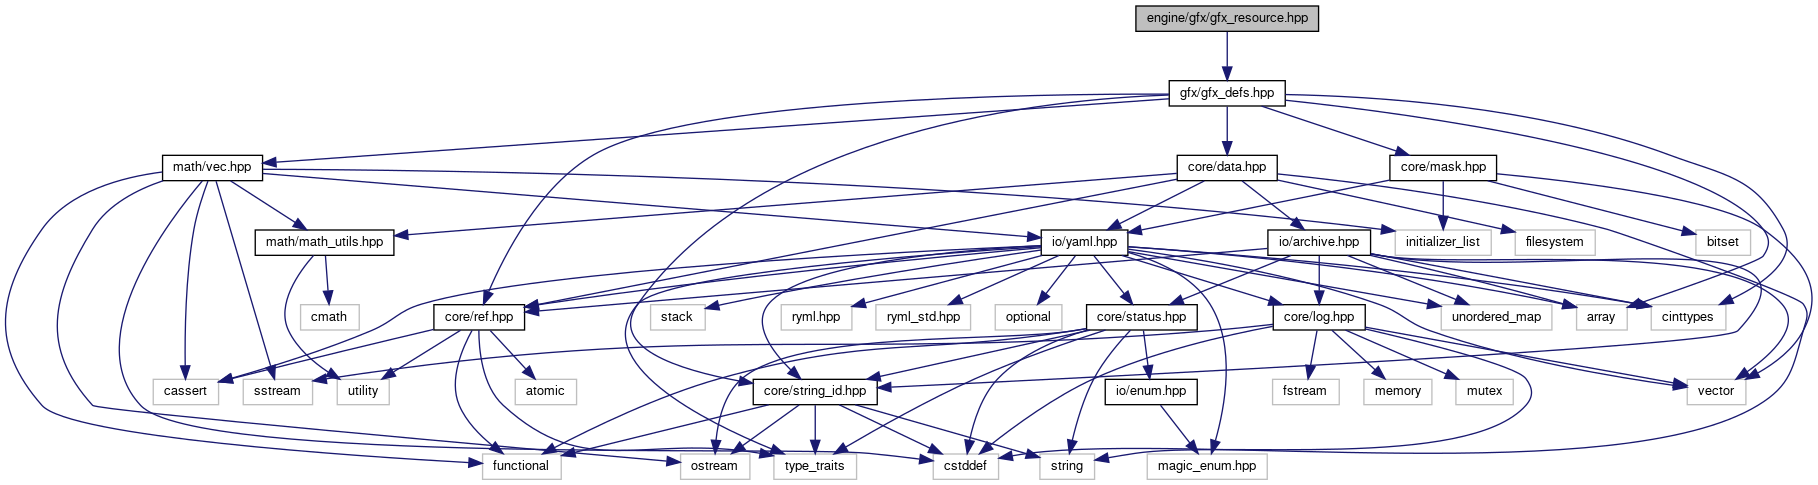 engine/gfx/gfx_resource.hpp
gfx/gfx_defs.hpp
math/vec.hpp
core/data.hpp
core/mask.hpp
math/math_utils.hpp
io/yaml.hpp
io/archive.hpp
initializer_list
filesystem
bitset
cmath
core/ref.hpp
stack
ryml.hpp
ryml_std.hpp
optional
core/status.hpp
core/log.hpp
unordered_map
array
cinttypes
cassert
sstream
utility
atomic
core/string_id.hpp
io/enum.hpp
fstream
memory
mutex
vector
functional
ostream
type_traits
cstddef
string
magic_enum.hpp